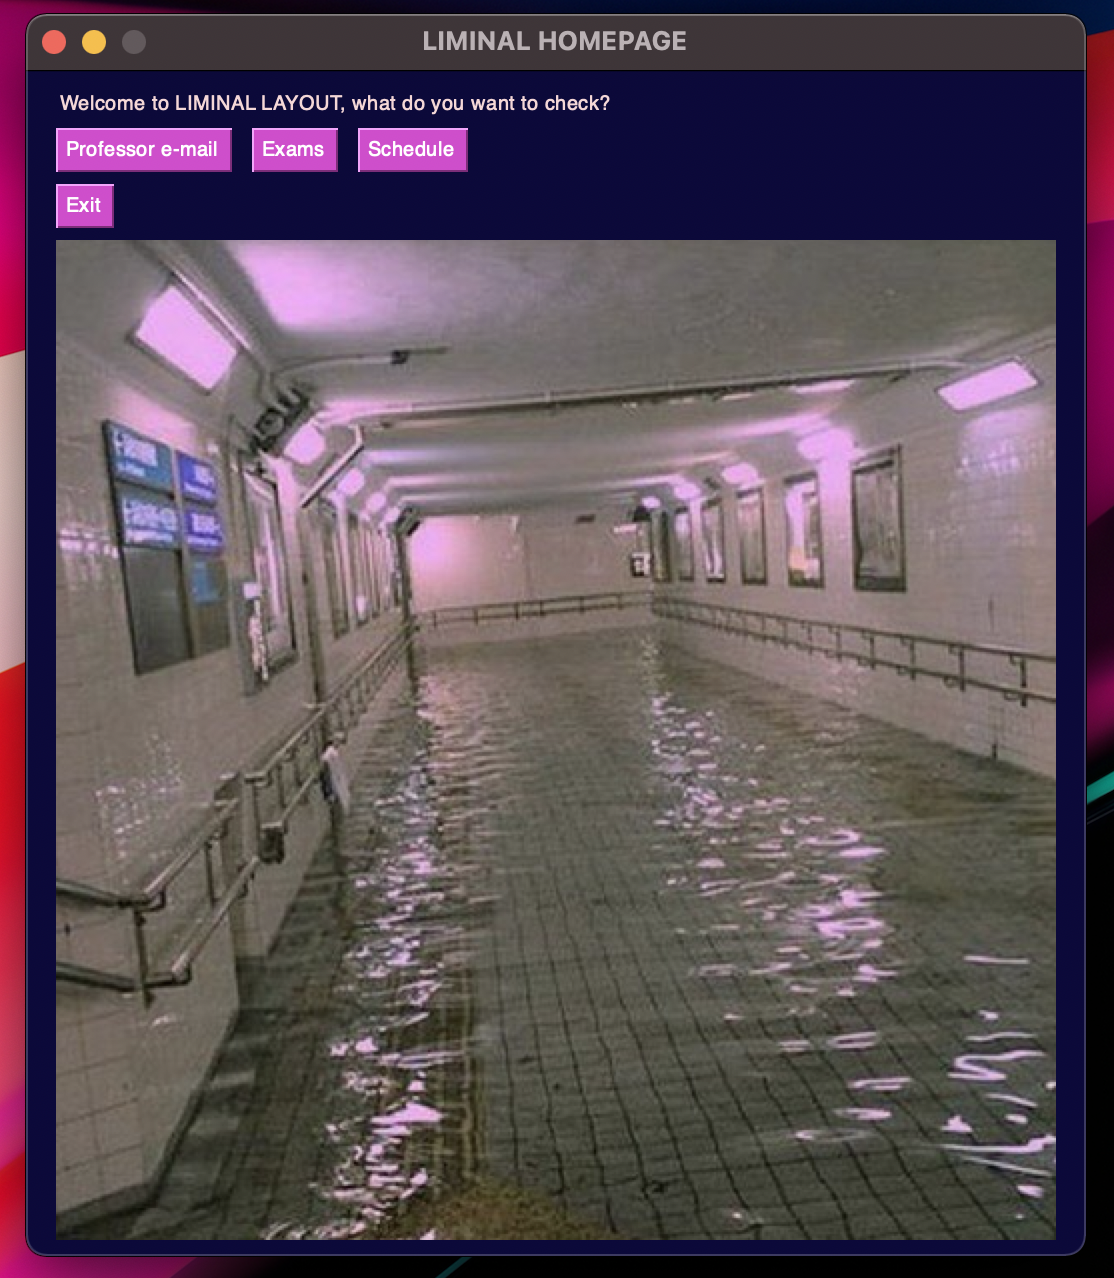 LIMINAL HOMEPAGE
Welcome to LIMINAL LAYOUT, what do you want to check?
Professor e-mail Exams Schedule
Exit